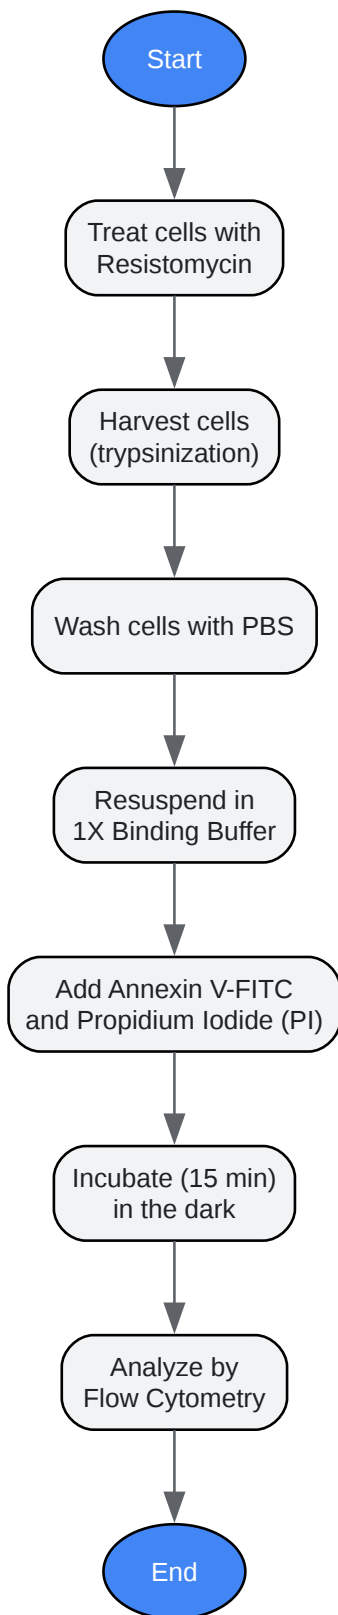 Start
Treat cells with
Resistomycin
Harvest cells
(trypsinization)
Wash cells with PBS
Resuspend in
1X Binding Buffer
Add Annexin V-FITC
and Propidium Iodide (PI)
Incubate (15 min)
in the dark
Analyze by
Flow Cytometry
End